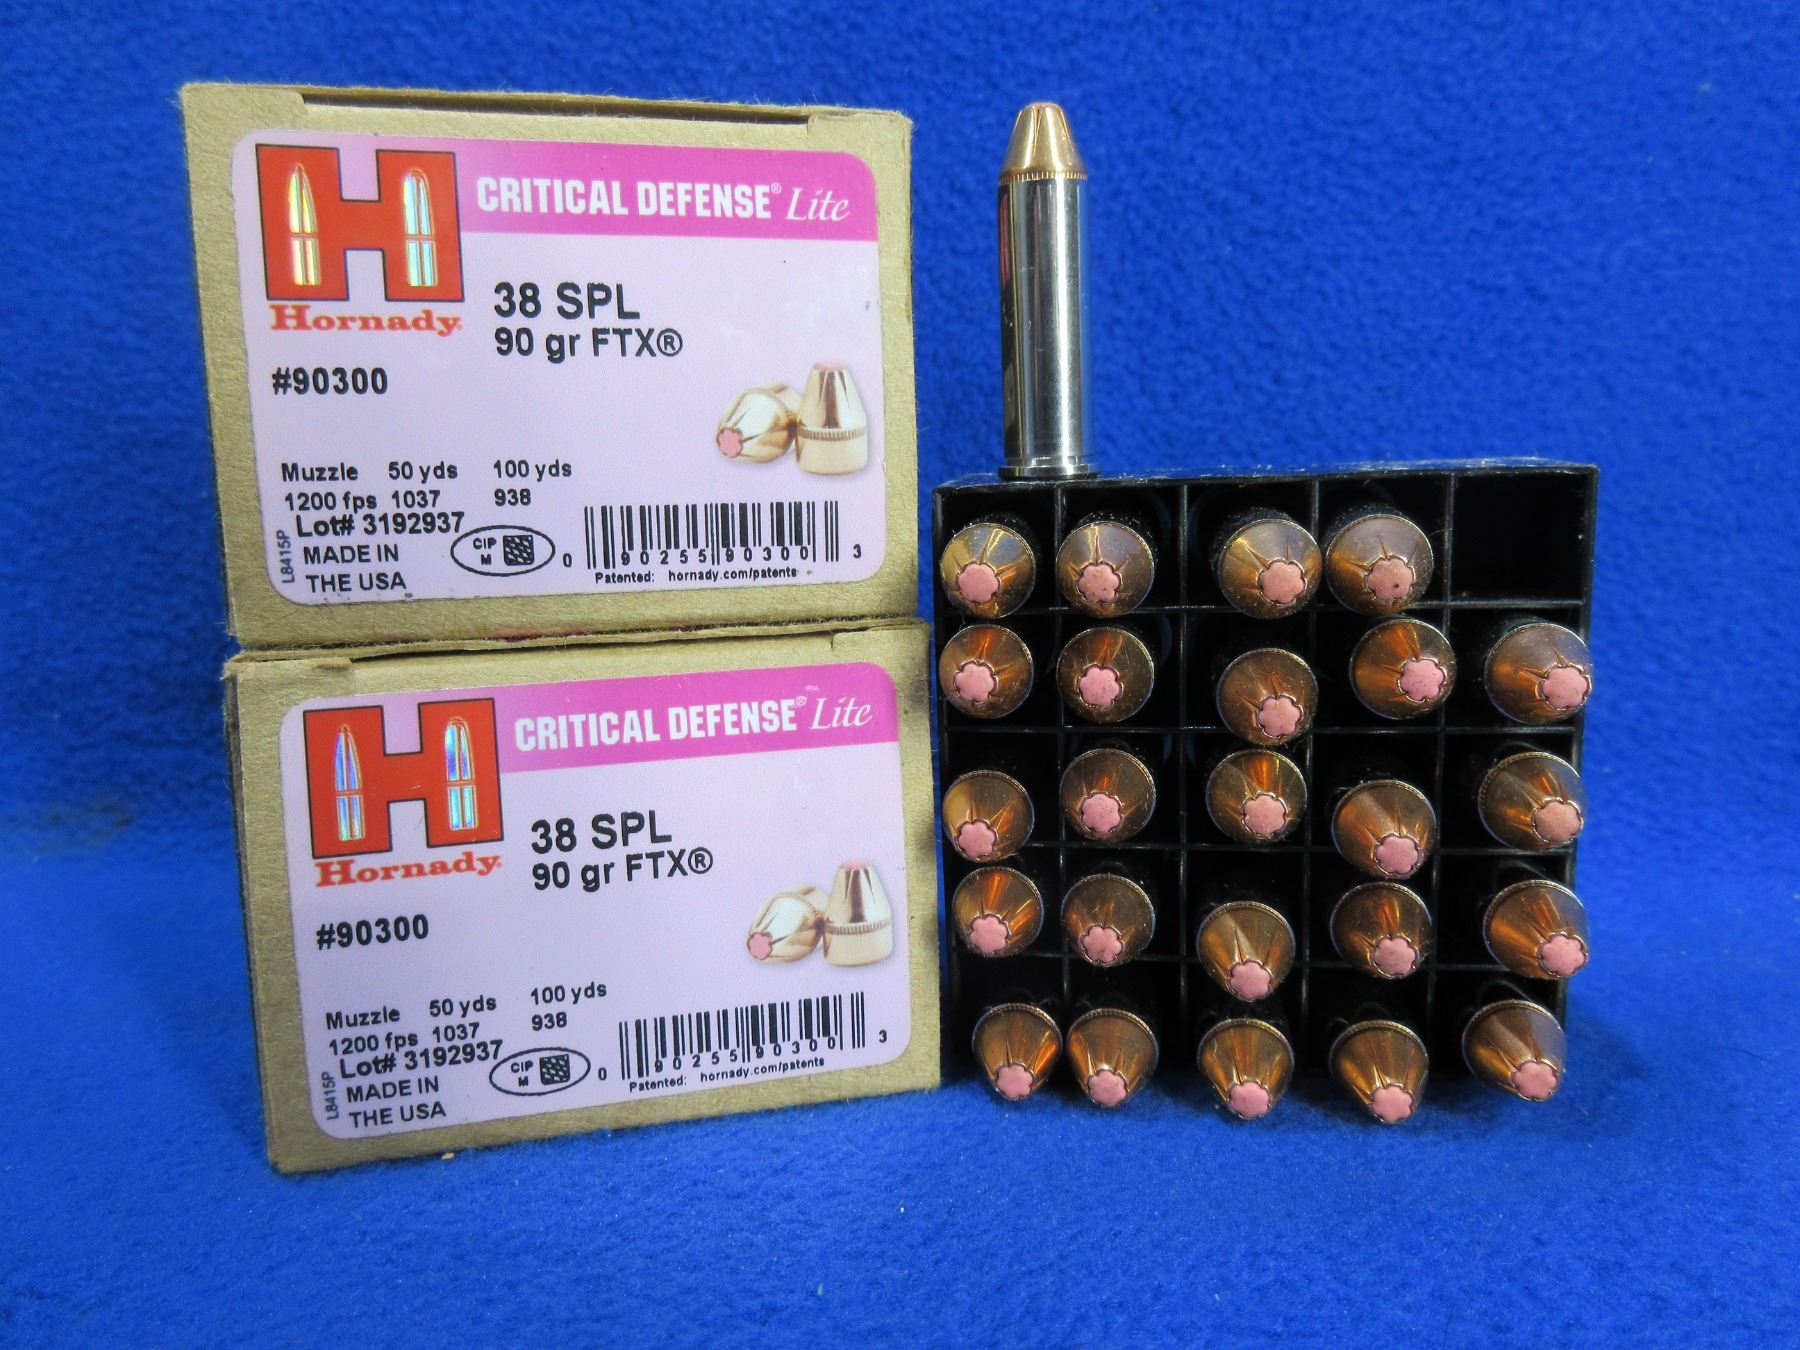 CRITICAL DEFENSE® Lite
Hornady®
38 SPL
90 gr FTX®
#90300
Muzzle 50 yds 100 yds
1200 fps 1037 938
Lot# 3192937
MADE IN
THE USA
L8415P
CIP
M
0 90255 90300 3
Patented: hornady.com/patents
CRITICAL DEFENSE® Lite
Hornady®
38 SPL
90 gr FTX®
#90300
Muzzle 50 yds 100 yds
1200 fps 1037 938
Lot# 3192937
MADE IN
THE USA
L8415P
CIP
M
0 90255 90300 3
Patented: hornady.com/patents